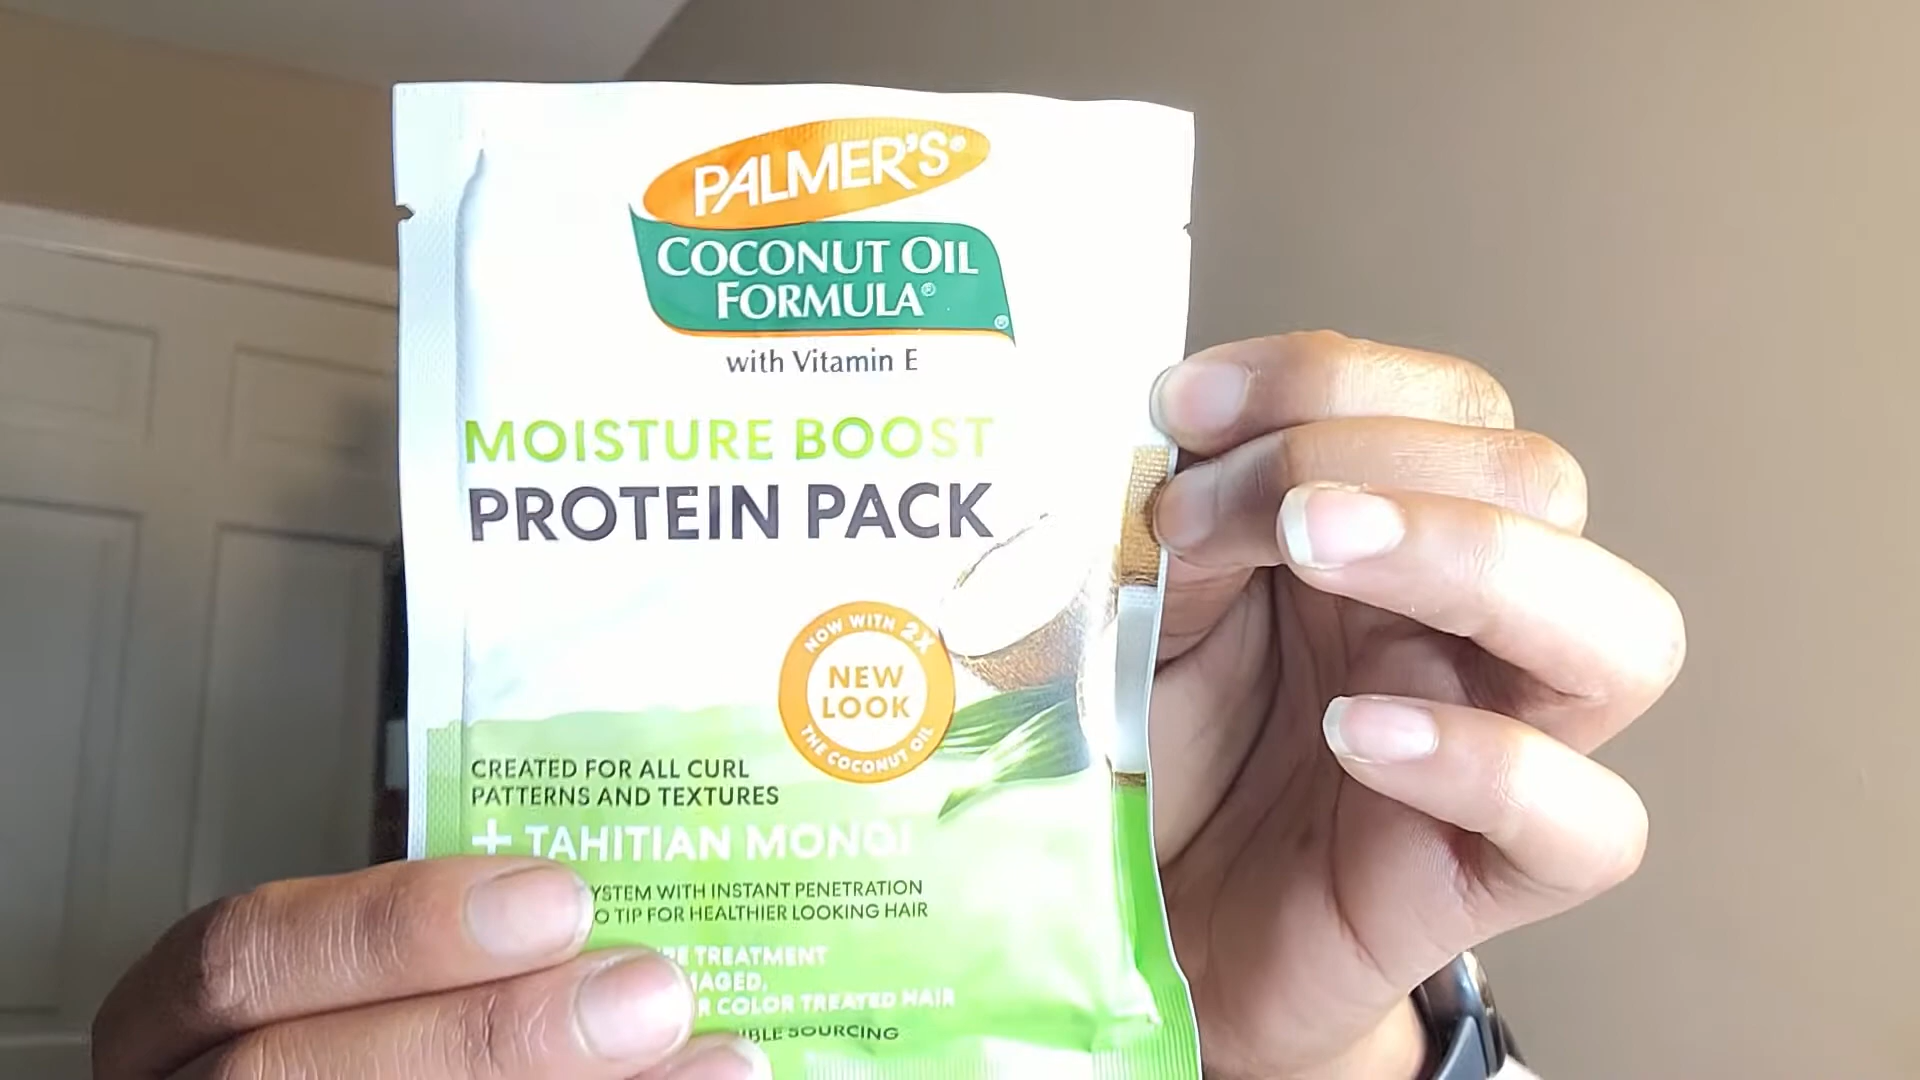 PALMER'S®
COCONUT OIL
FORMULA®
®
with Vitamin E
MOISTURE BOOST
PROTEIN PACK
NOW WITH 2X
NEW
LOOK
THE COCONUT OIL
CREATED FOR ALL CURL
PATTERNS AND TEXTURES
+ TAHITIAN MONOI
WITH INSTANT PENETRATION
TIP FOR HEALTHIER LOOKING HAIR
TREATMENT
COLOR TREATED HAIR
SOURCING